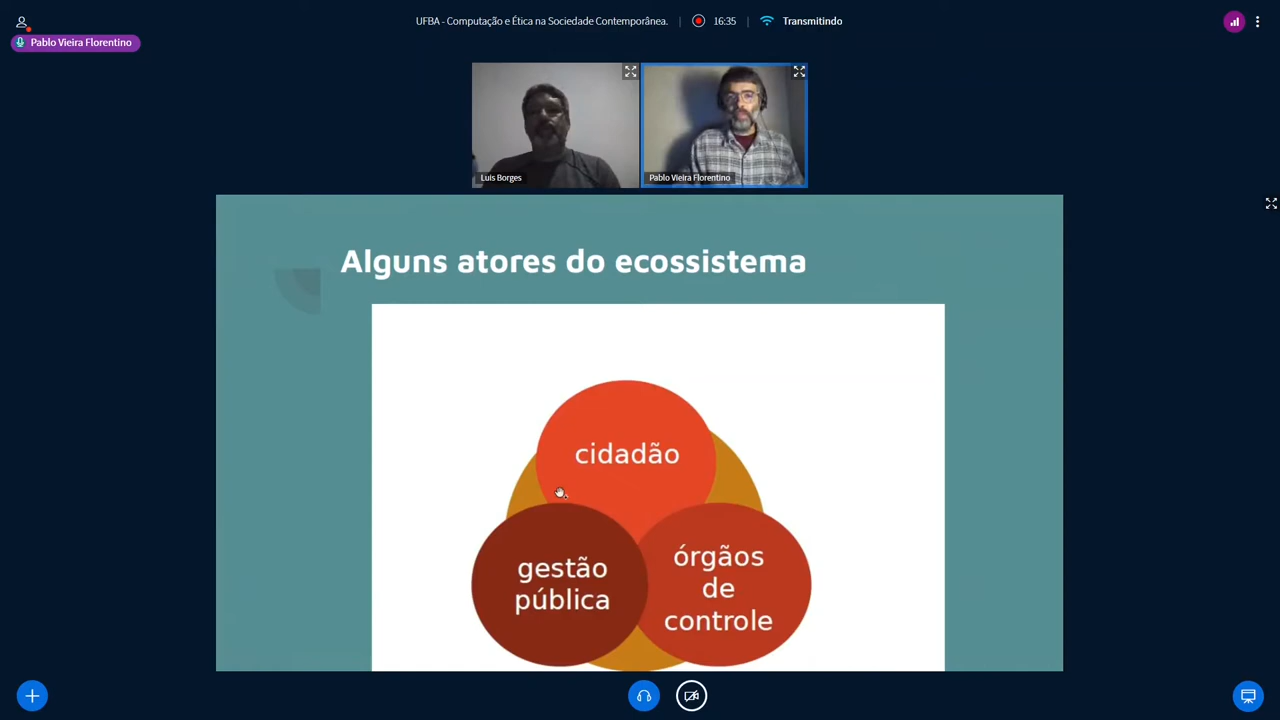 UFBA - Computação e Ética na Sociedade Contemporânea.
16:35
Transmitindo
Pablo Vieira Florentino
Luis Borges
Pablo Vieira Florentino
Alguns atores do ecossistema
cidadão
gestão
pública
órgãos
de
controle